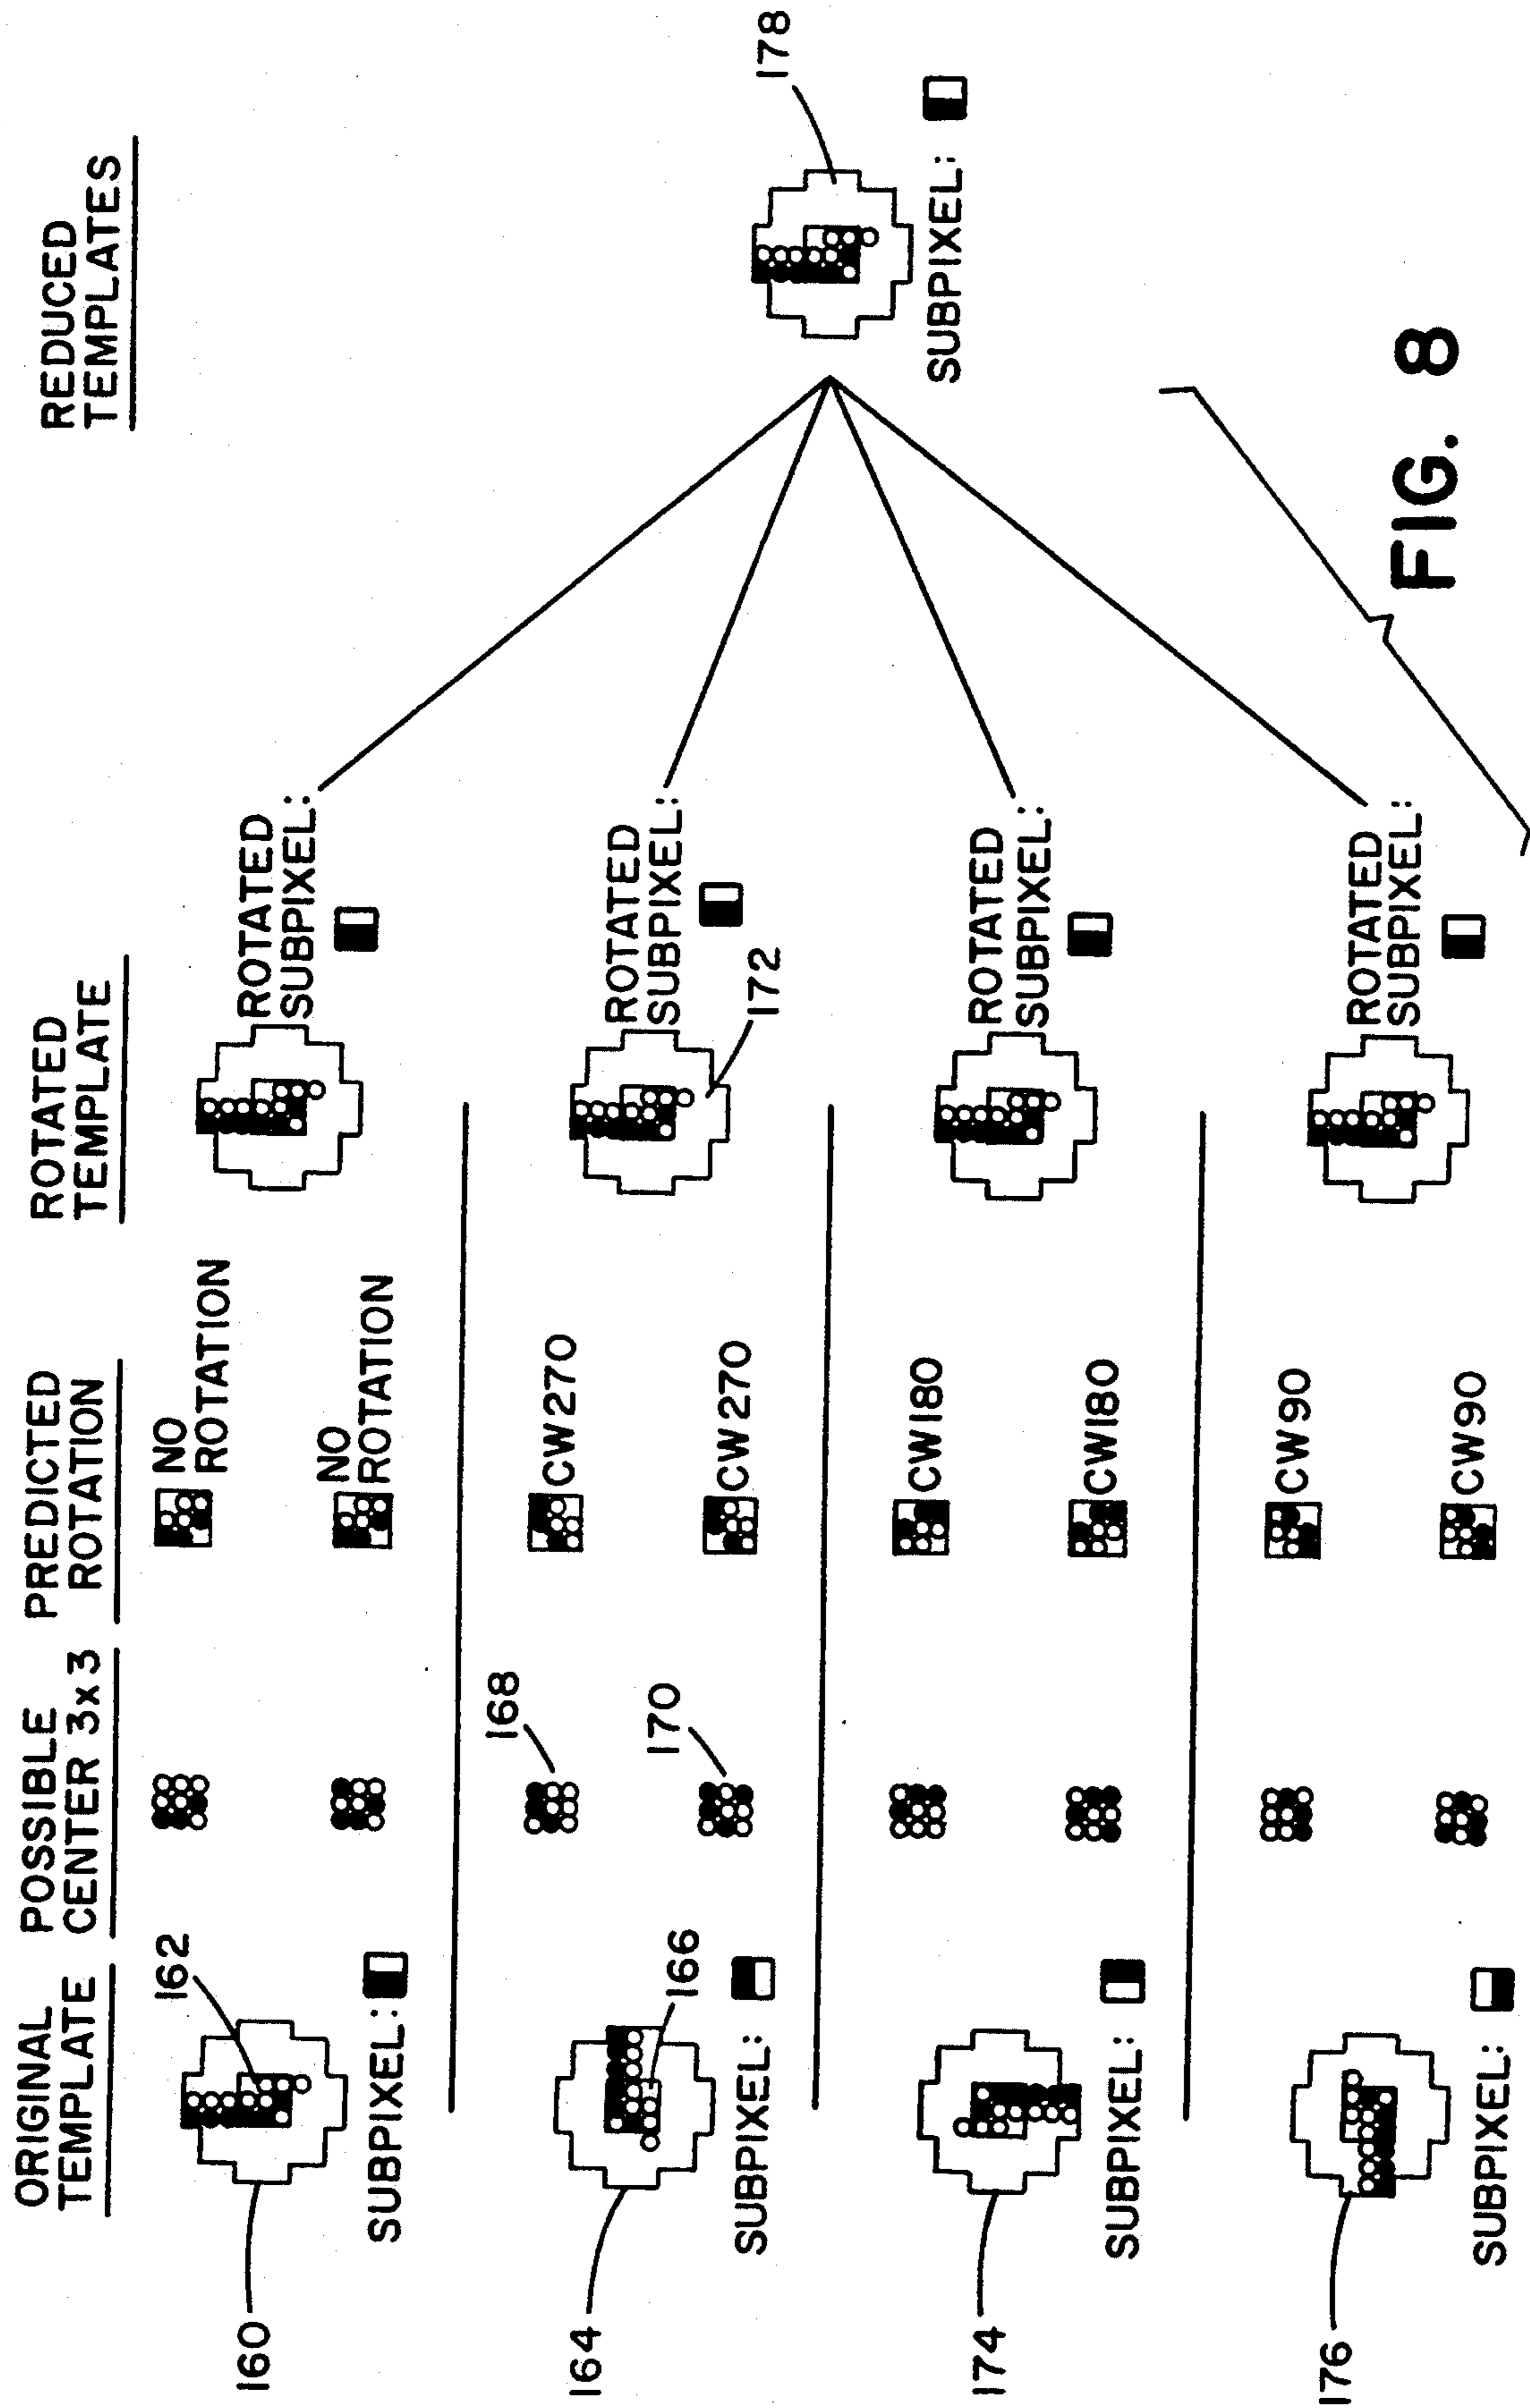 ORIGINAL
TEMPLATE
POSSIBLE
CENTER 3x3
PREDICTED
ROTATION
ROTATED
TEMPLATE
REDUCED
TEMPLATES
160
162
SUBPIXEL:
NO
ROTATION
NO
ROTATION
ROTATED
SUBPIXEL:
164
166
SUBPIXEL:
168
170
CW270
CW270
172
ROTATED
SUBPIXEL:
178
SUBPIXEL:
174
SUBPIXEL:
CW180
CW180
ROTATED
SUBPIXEL:
176
SUBPIXEL:
CW90
CW90
ROTATED
SUBPIXEL:
FIG. 8